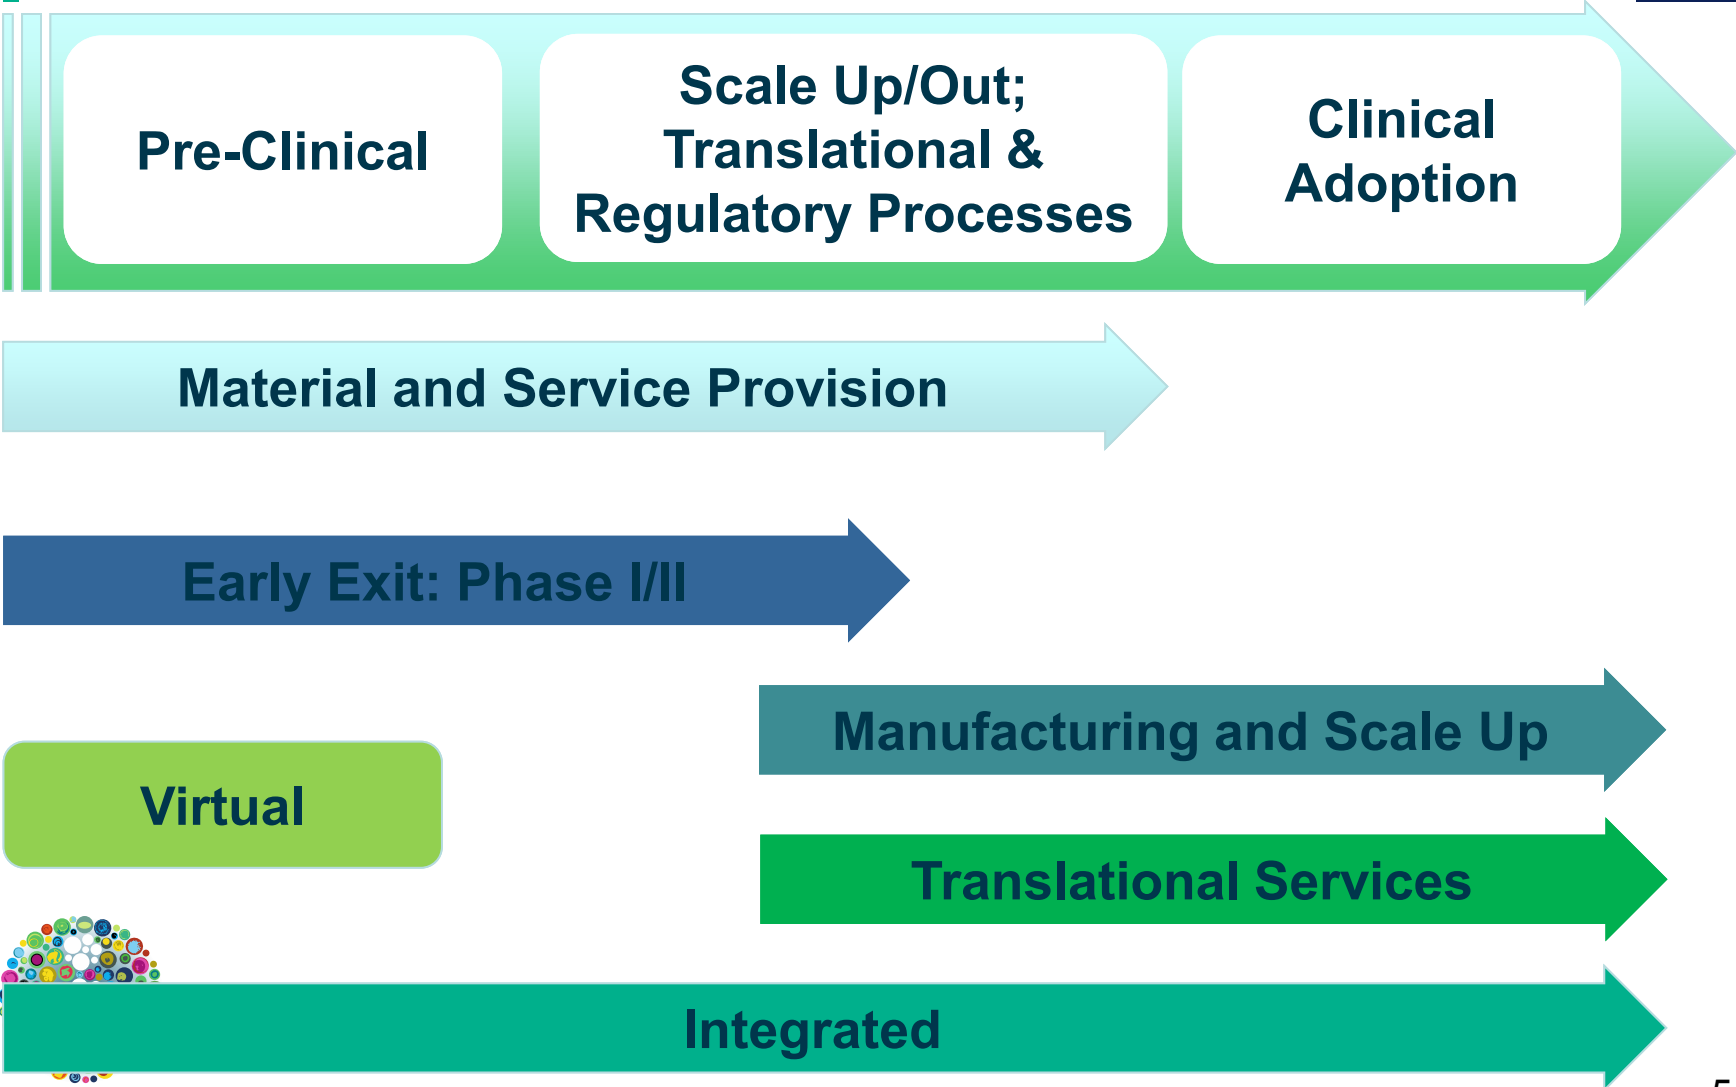 Pre-Clinical
Scale Up/Out;
Translational &
Regulatory Processes
Clinical
Adoption
Material and Service Provision
Early Exit: Phase I/II
Manufacturing and Scale Up
Virtual
Translational Services
Integrated
5